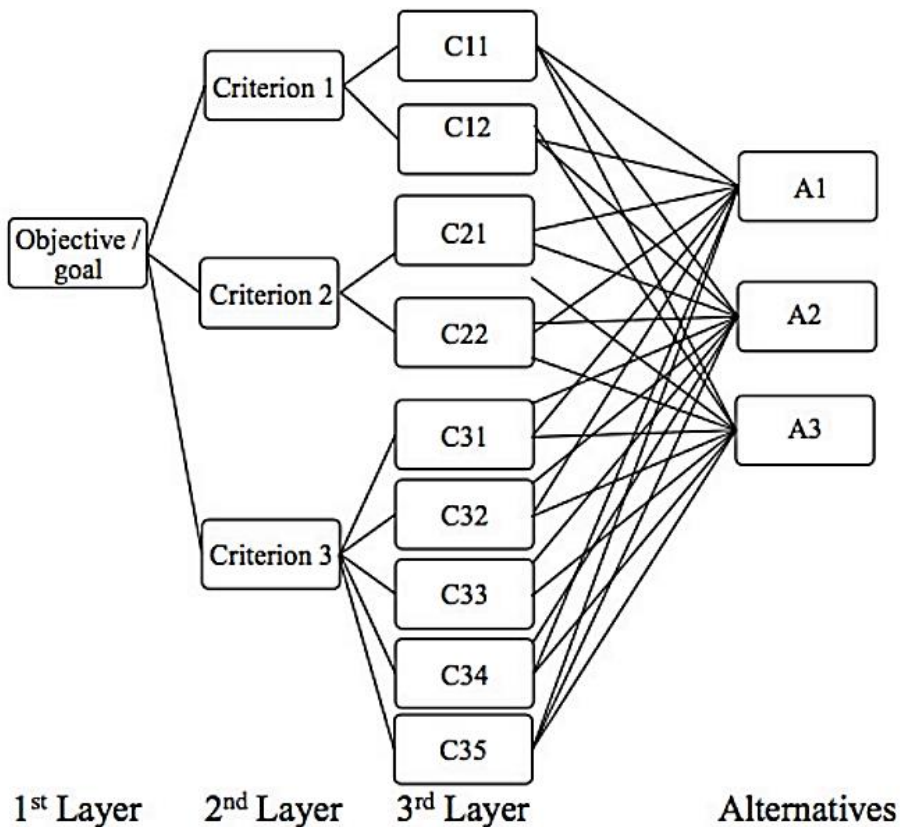 Objective /
goal
Criterion 1
Criterion 2
Criterion 3
C11
C12
C21
C22
C31
C32
C33
C34
C35
A1
A2
A3
1st Layer
2nd Layer
3rd Layer
Alternatives